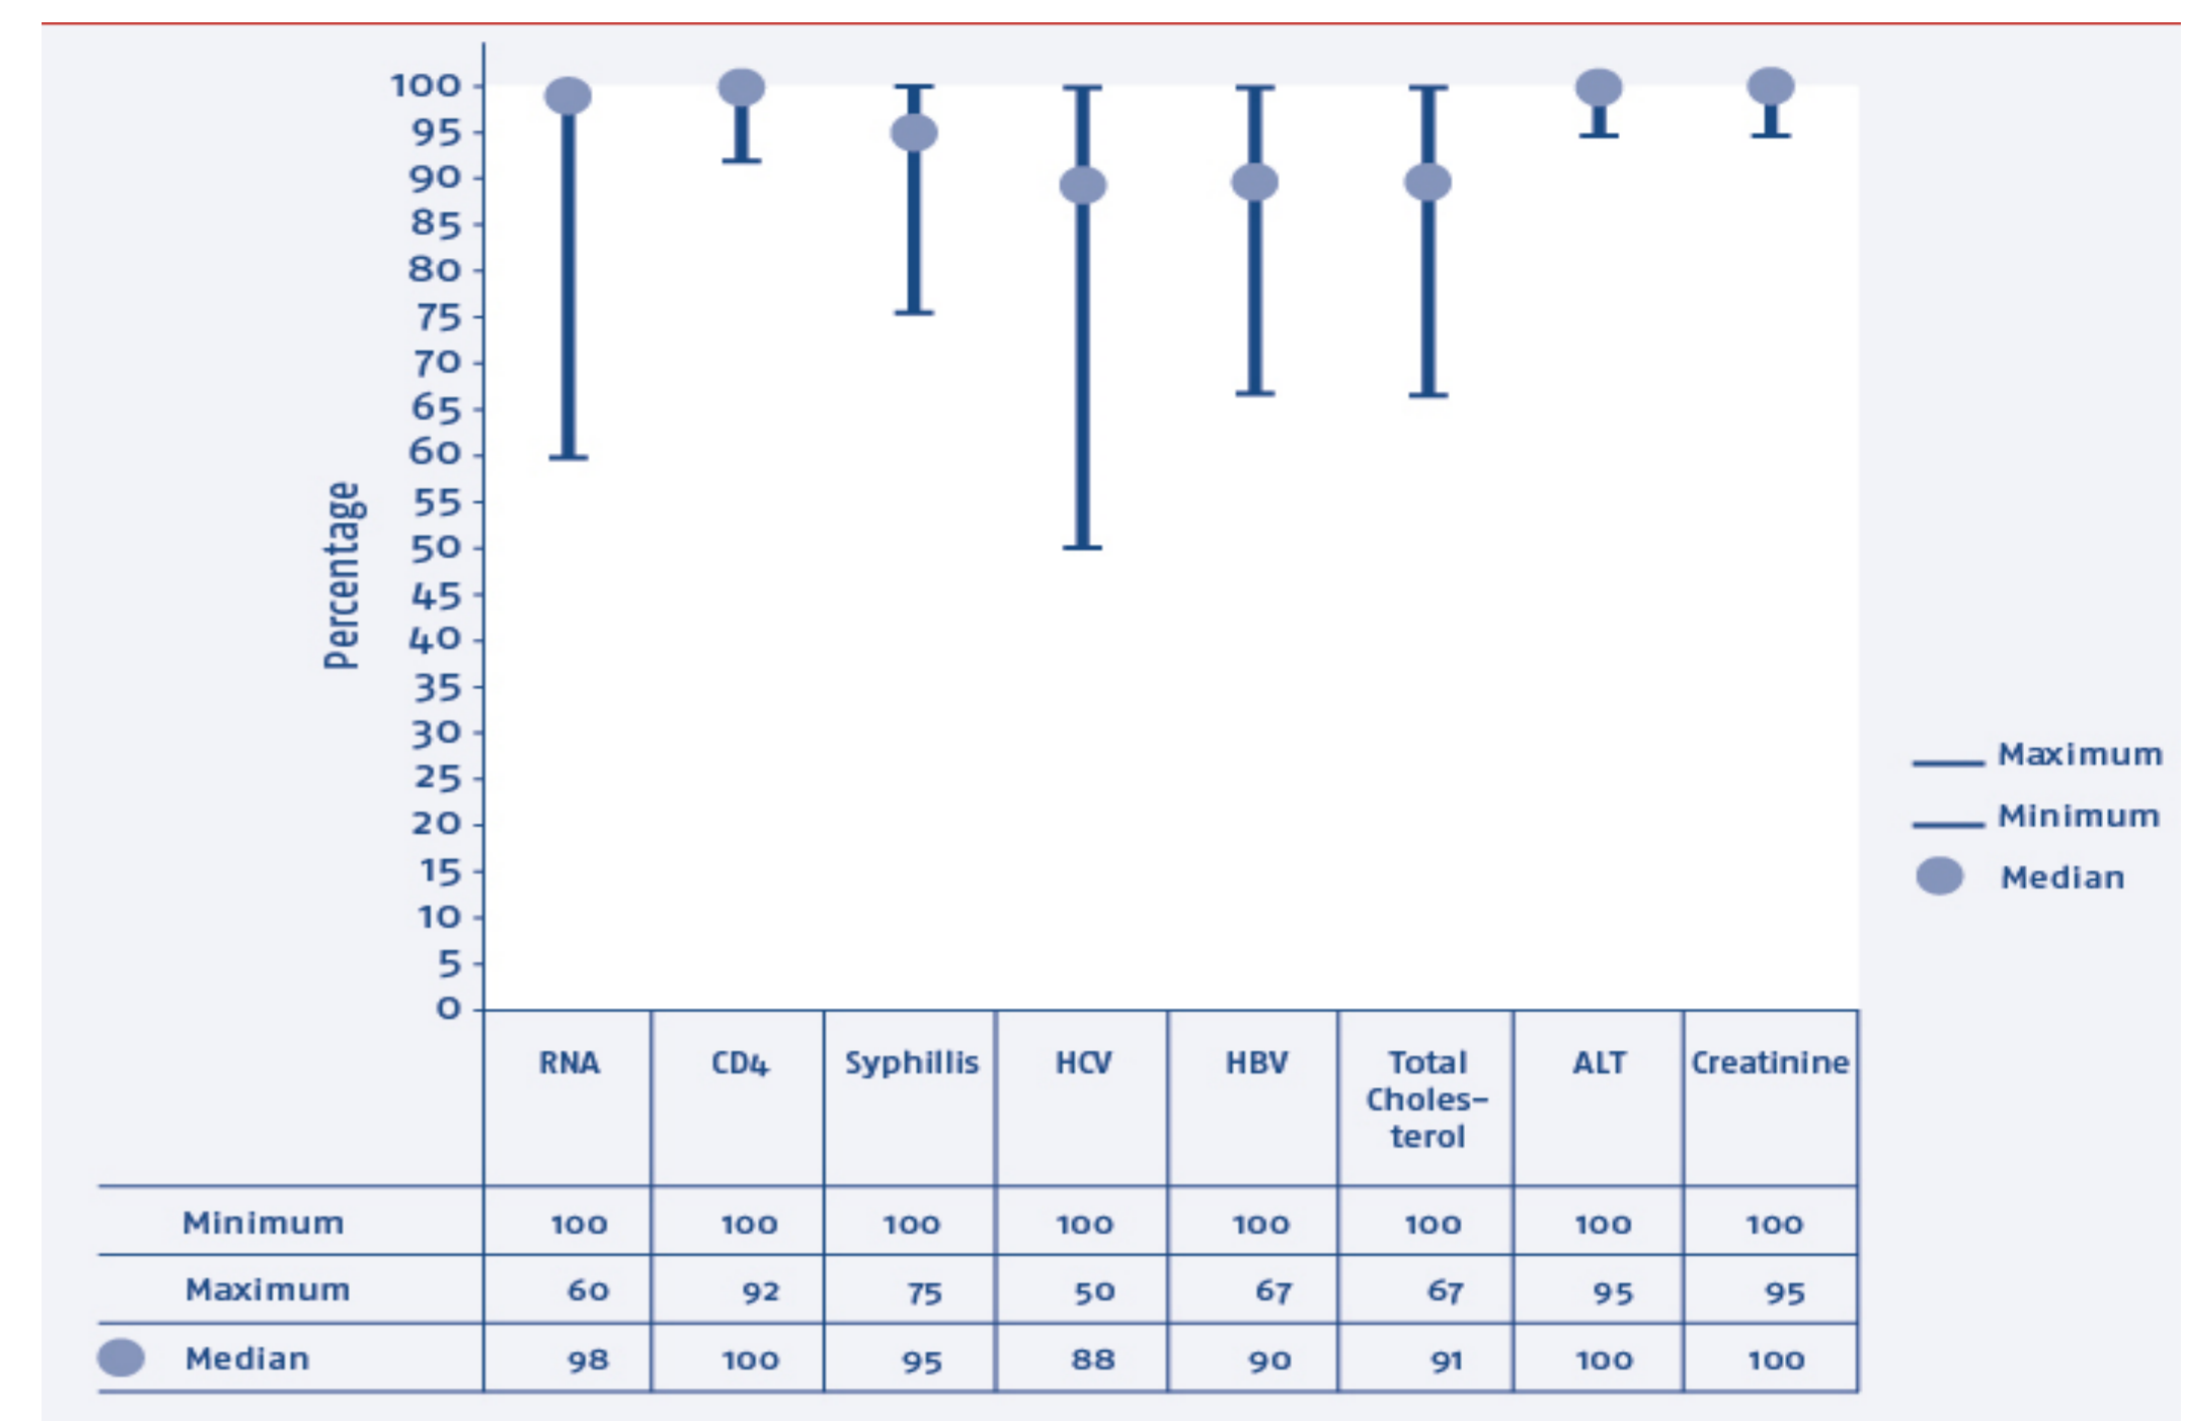 100
95
90
85
80
75
70
65
60
55
50
45
40
35
30
25
20
15
10
5
0
Percentage
Maximum
Minimum
Median
RNA CD4 Syphillis HCV HBV Total Choles- terol ALT Creatinine
Minimum 100 100 100 100 100 100 100 100
Maximum 60 92 75 50 67 67 95 95
Median 98 100 95 88 90 91 100 100